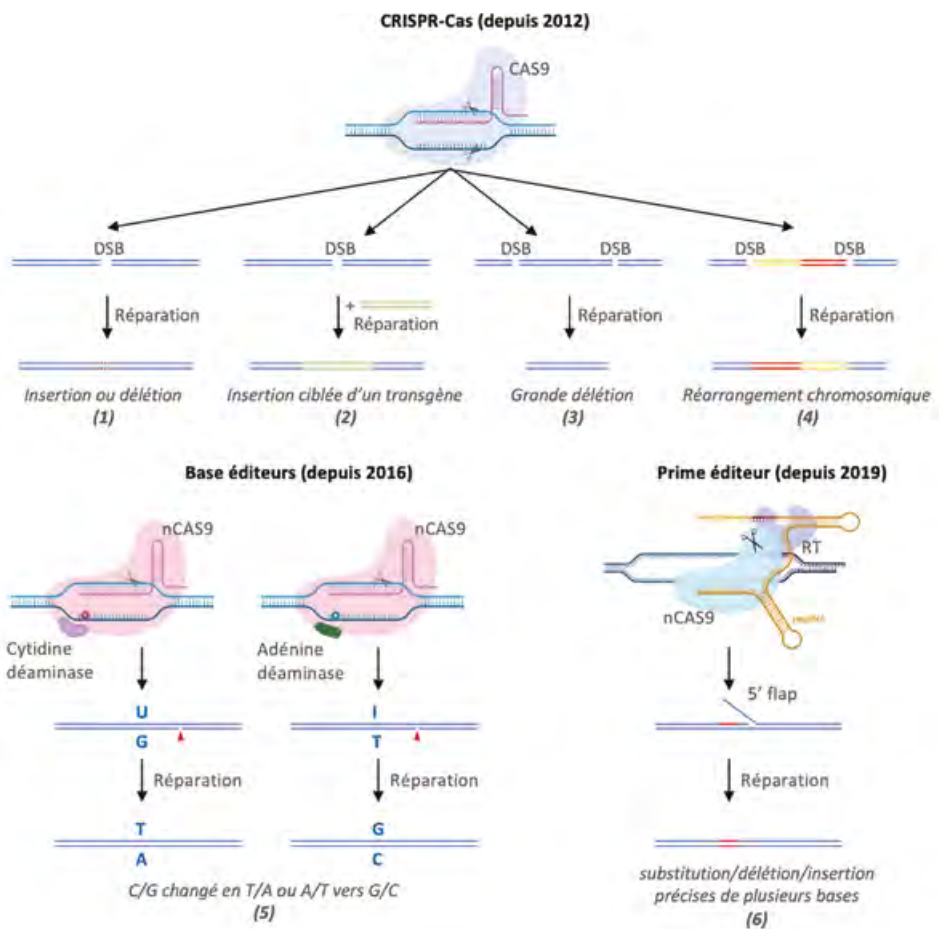 CRISPR-Cas (depuis 2012)
CAS9
DSB
DSB
DSB
DSB
DSB
DSB
Réparation
+
Réparation
Réparation
Réparation
Insertion ou délétion
(1)
Insertion ciblée d'un transgène
(2)
Grande délétion
(3)
Réarrangement chromosomique
(4)
Base éditeurs (depuis 2016)
Prime éditeur (depuis 2019)
nCAS9
nCAS9
Cytidine
déaminase
Adénine
déaminase
RT
nCAS9
U
G
I
T
5' flap
Réparation
Réparation
Réparation
T
A
G
C
C/G changé en T/A ou A/T vers G/C
(5)
substitution/délétion/insertion
précises de plusieurs bases
(6)